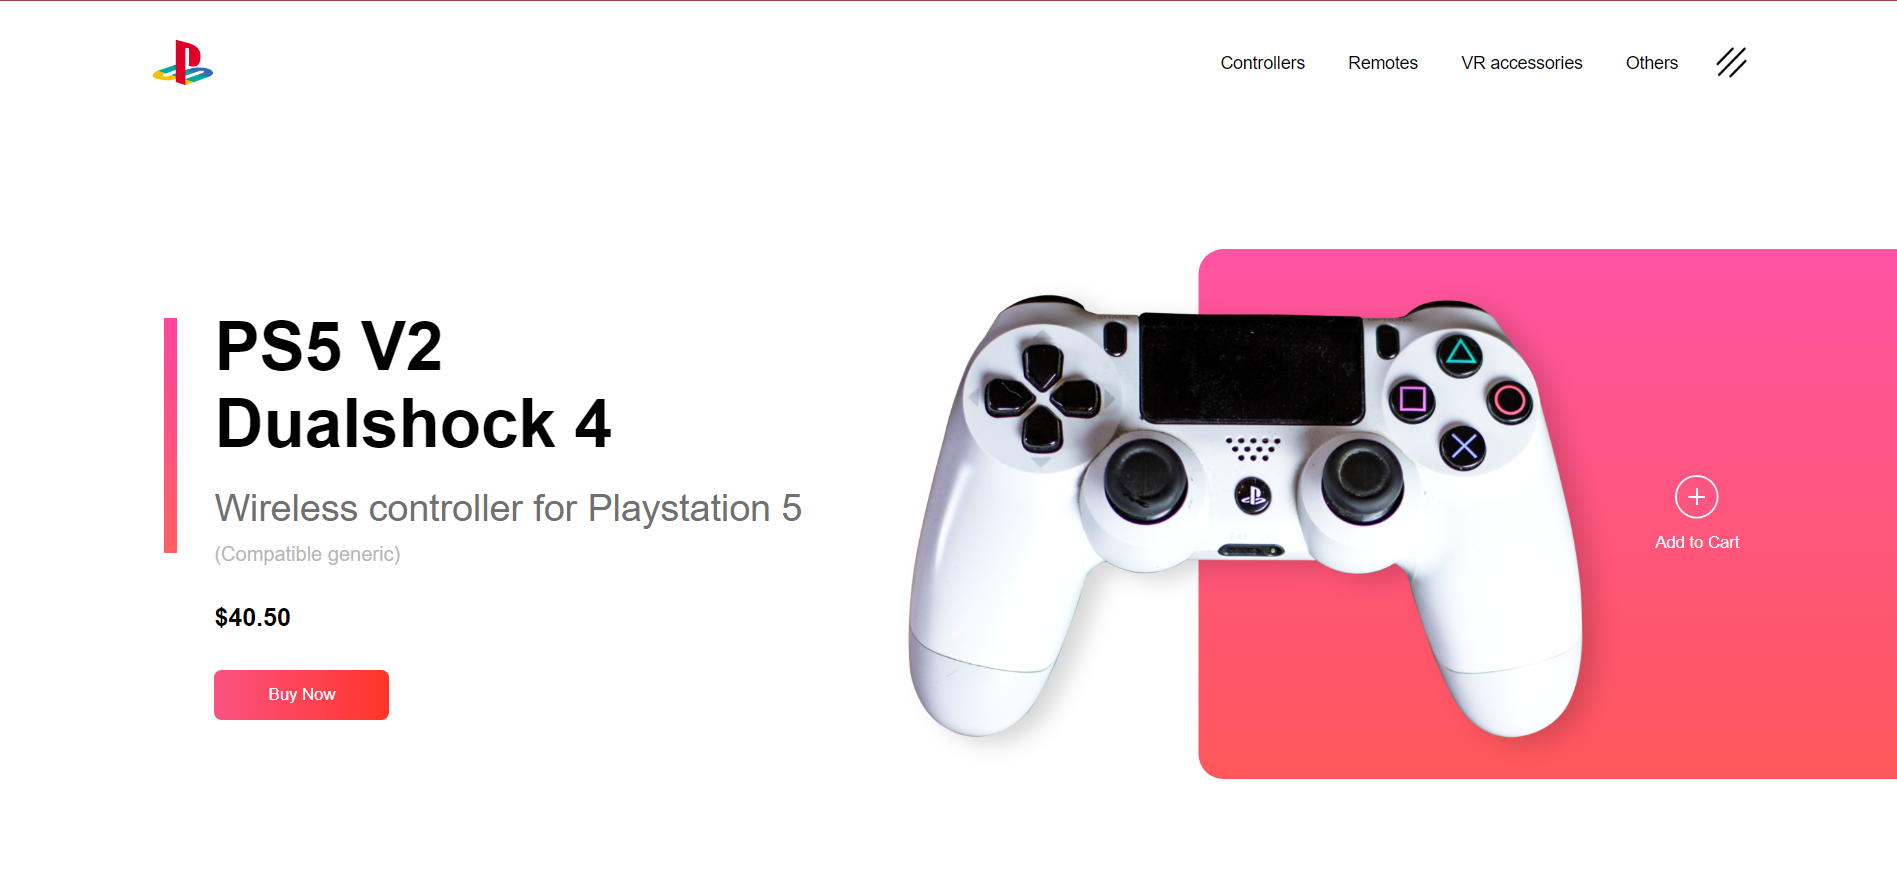 Controllers Remotes VR accessories Others
PS5 V2
Dualshock 4
Wireless controller for Playstation 5
(Compatible generic)
$40.50
Buy Now
Add to Cart